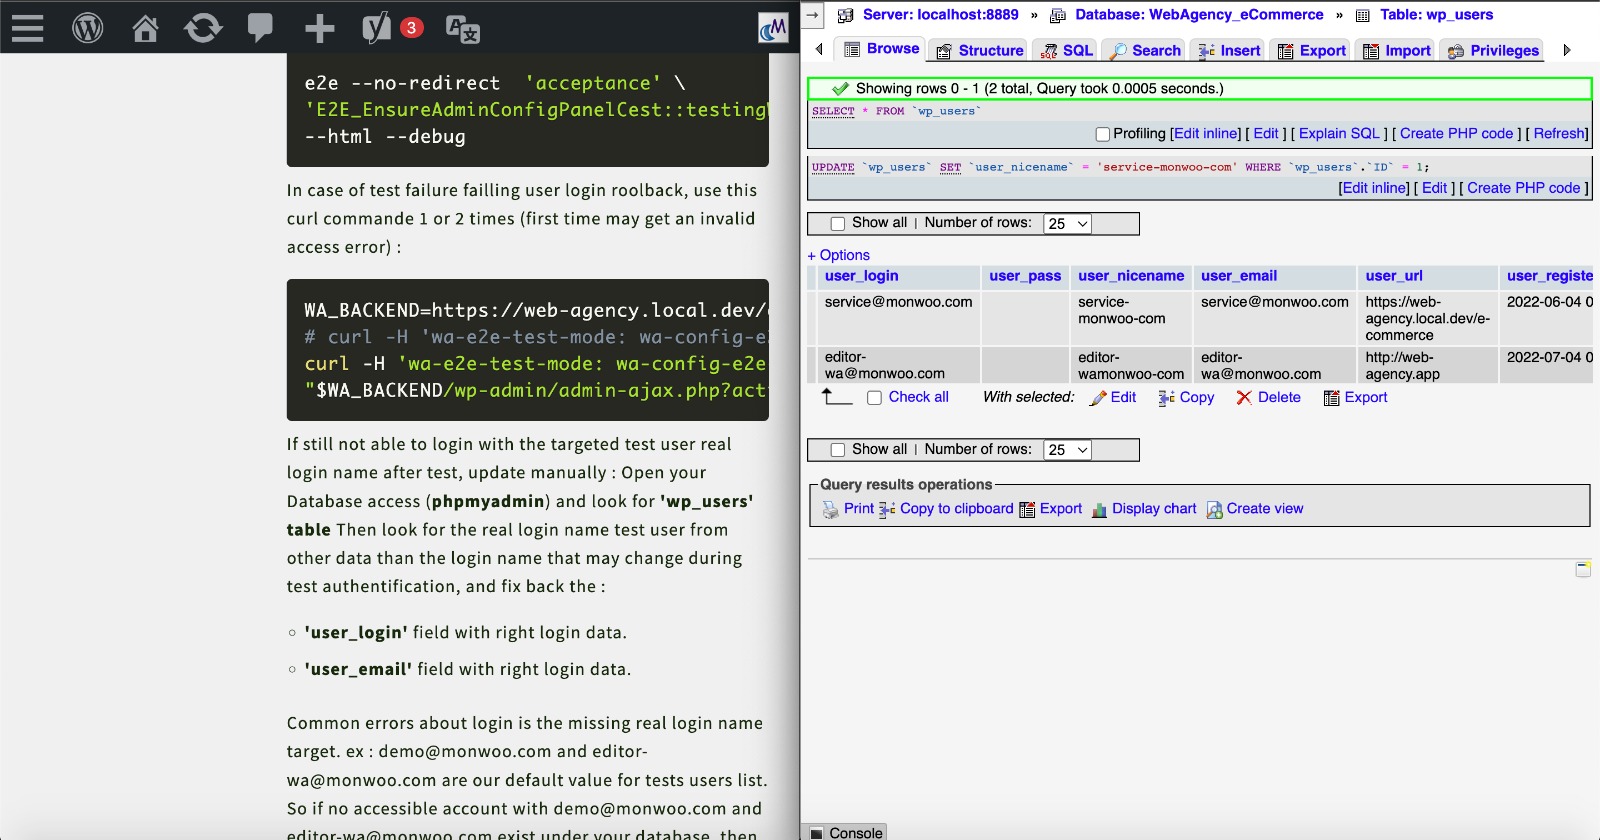 3
e2e --no-redirect 'acceptance' \
'E2E_EnsureAdminConfigPanelCest::testing
--html --debug
In case of test failure failling user login roolback, use this
curl commande 1 or 2 times (first time may get an invalid
access error) :
WA_BACKEND=https://web-agency.local.dev/
# curl -H 'wa-e2e-test-mode: wa-config-e
curl -H 'wa-e2e-test-mode: wa-config-e2e
"$WA_BACKEND/wp-admin/admin-ajax.php?act
If still not able to login with the targeted test user real
login name after test, update manually : Open your
Database access (phpmyadmin) and look for 'wp_users'
table Then look for the real login name test user from
other data than the login name that may change during
test authentification, and fix back the :
'user_login' field with right login data.
'user_email' field with right login data.
Common errors about login is the missing real login name
target. ex : demo@monwoo.com and editor-
wa@monwoo.com are our default value for tests users list.
So if no accessible account with demo@monwoo.com and
editor-wa@monwoo.com exist under your database, then
Server: localhost:8889 » Database: WebAgency_eCommerce » Table: wp_users
Browse Structure SQL Search Insert Export Import Privileges
Showing rows 0 - 1 (2 total, Query took 0.0005 seconds.)
SELECT * FROM `wp_users`
Profiling [Edit inline] [ Edit ] [ Explain SQL ] [ Create PHP code ] [ Refresh]
UPDATE `wp_users` SET `user_nicename` = 'service-monwoo-com' WHERE `wp_users`.`ID` = 1;
[Edit inline] [ Edit ] [ Create PHP code ]
Show all | Number of rows: 25
+ Options
user_login user_pass user_nicename user_email user_url user_registe
service@monwoo.com service-monwoo-com service@monwoo.com https://web-agency.local.dev/e-commerce 2022-06-04 0
editor-wa@monwoo.com editor-wamonwoo-com editor-wa@monwoo.com http://web-agency.app 2022-07-04 0
Check all With selected: Edit Copy Delete Export
Show all | Number of rows: 25
Query results operations
Print Copy to clipboard Export Display chart Create view
Console